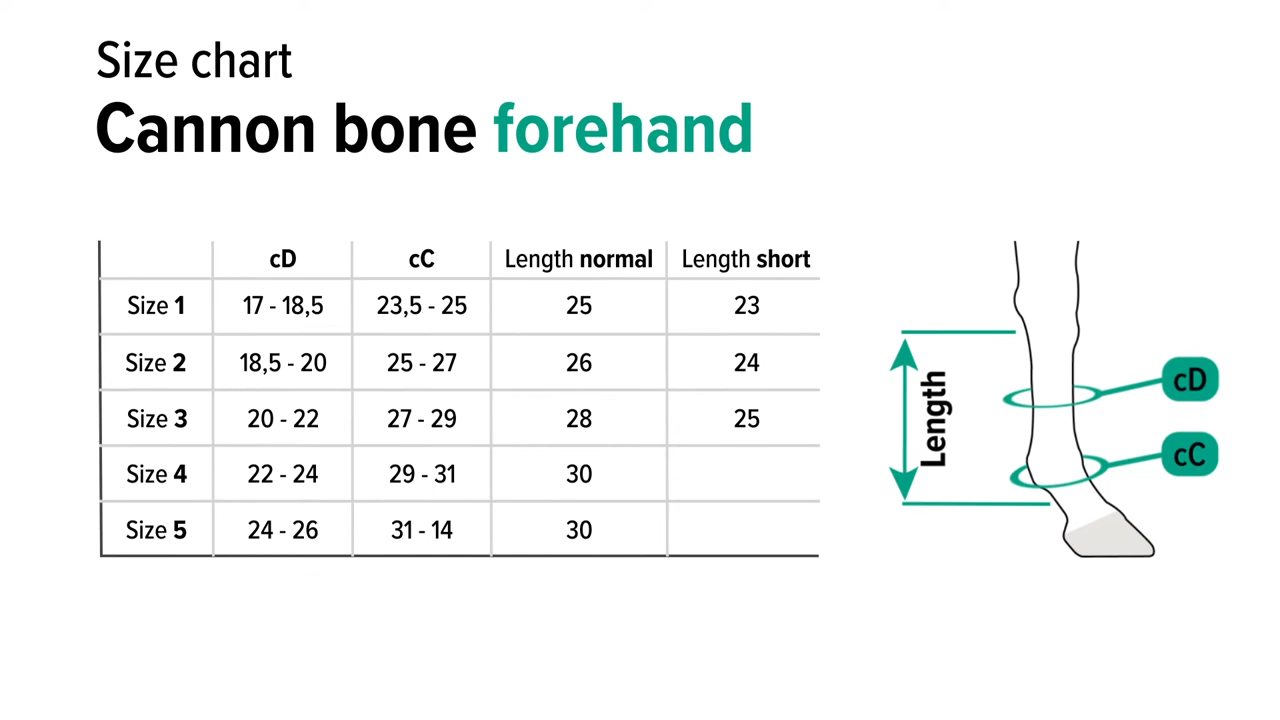 Size chart
Cannon bone forehand
cD cC Length normal Length short
Size 1 17 - 18,5 23,5 - 25 25 23
Size 2 18,5 - 20 25 - 27 26 24
Size 3 20 - 22 27 - 29 28 25
Size 4 22 - 24 29 - 31 30
Size 5 24 - 26 31 - 14 30
Length
cD
cC